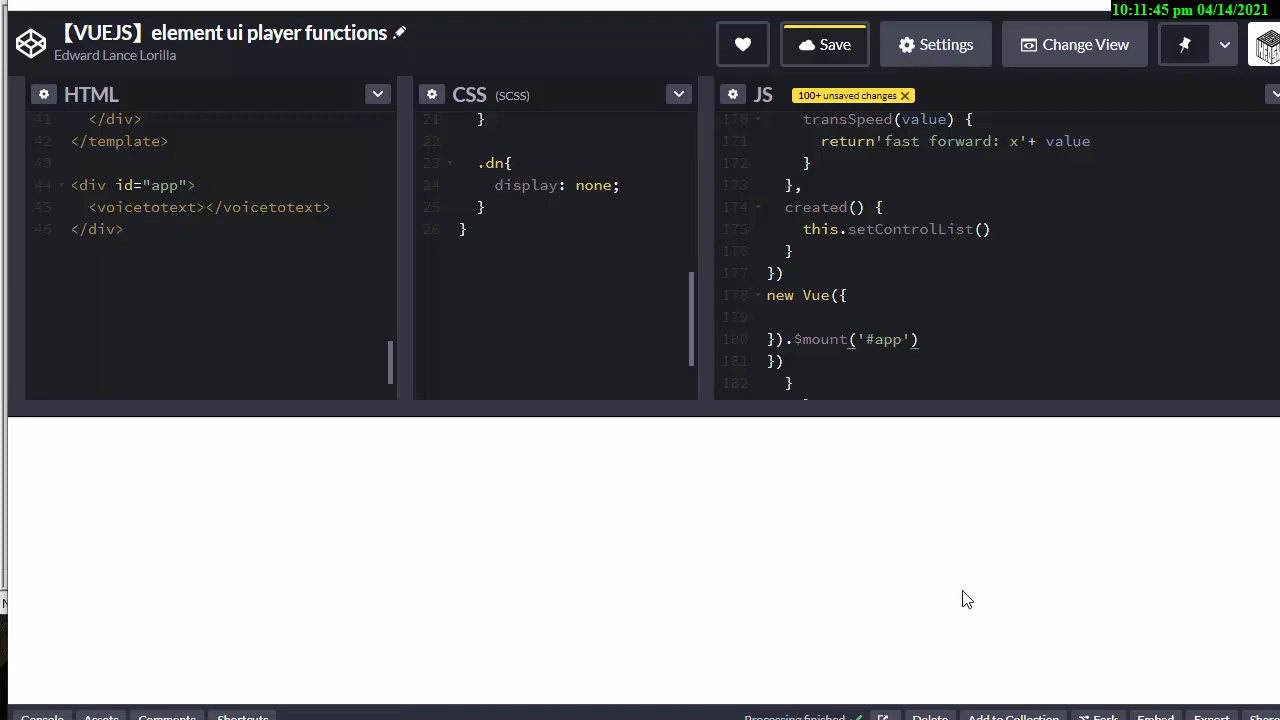 10:11:45 pm 04/14/2021
【VUEJS】element ui player functions
Edward Lance Lorilla
Save
Settings
Change View
HTML
41 </div>
42 </template>
43
44 <div id="app">
45 <voicetotext></voicetotext>
46 </div>
CSS (SCSS)
21 }
22
23 .dn{
24 display: none;
25 }
26 }
JS 100+ unsaved changes X
170 transSpeed(value) {
171 return'fast forward: x'+ value
172 }
173 },
174 created() {
175 this.setControlList()
176 }
177 })
178 new Vue({
179
180 }).$mount('#app')
181 })
182 }
Console Assets Comments Shortcuts
Processing finished Delete Add to Collection Fork Embed Export